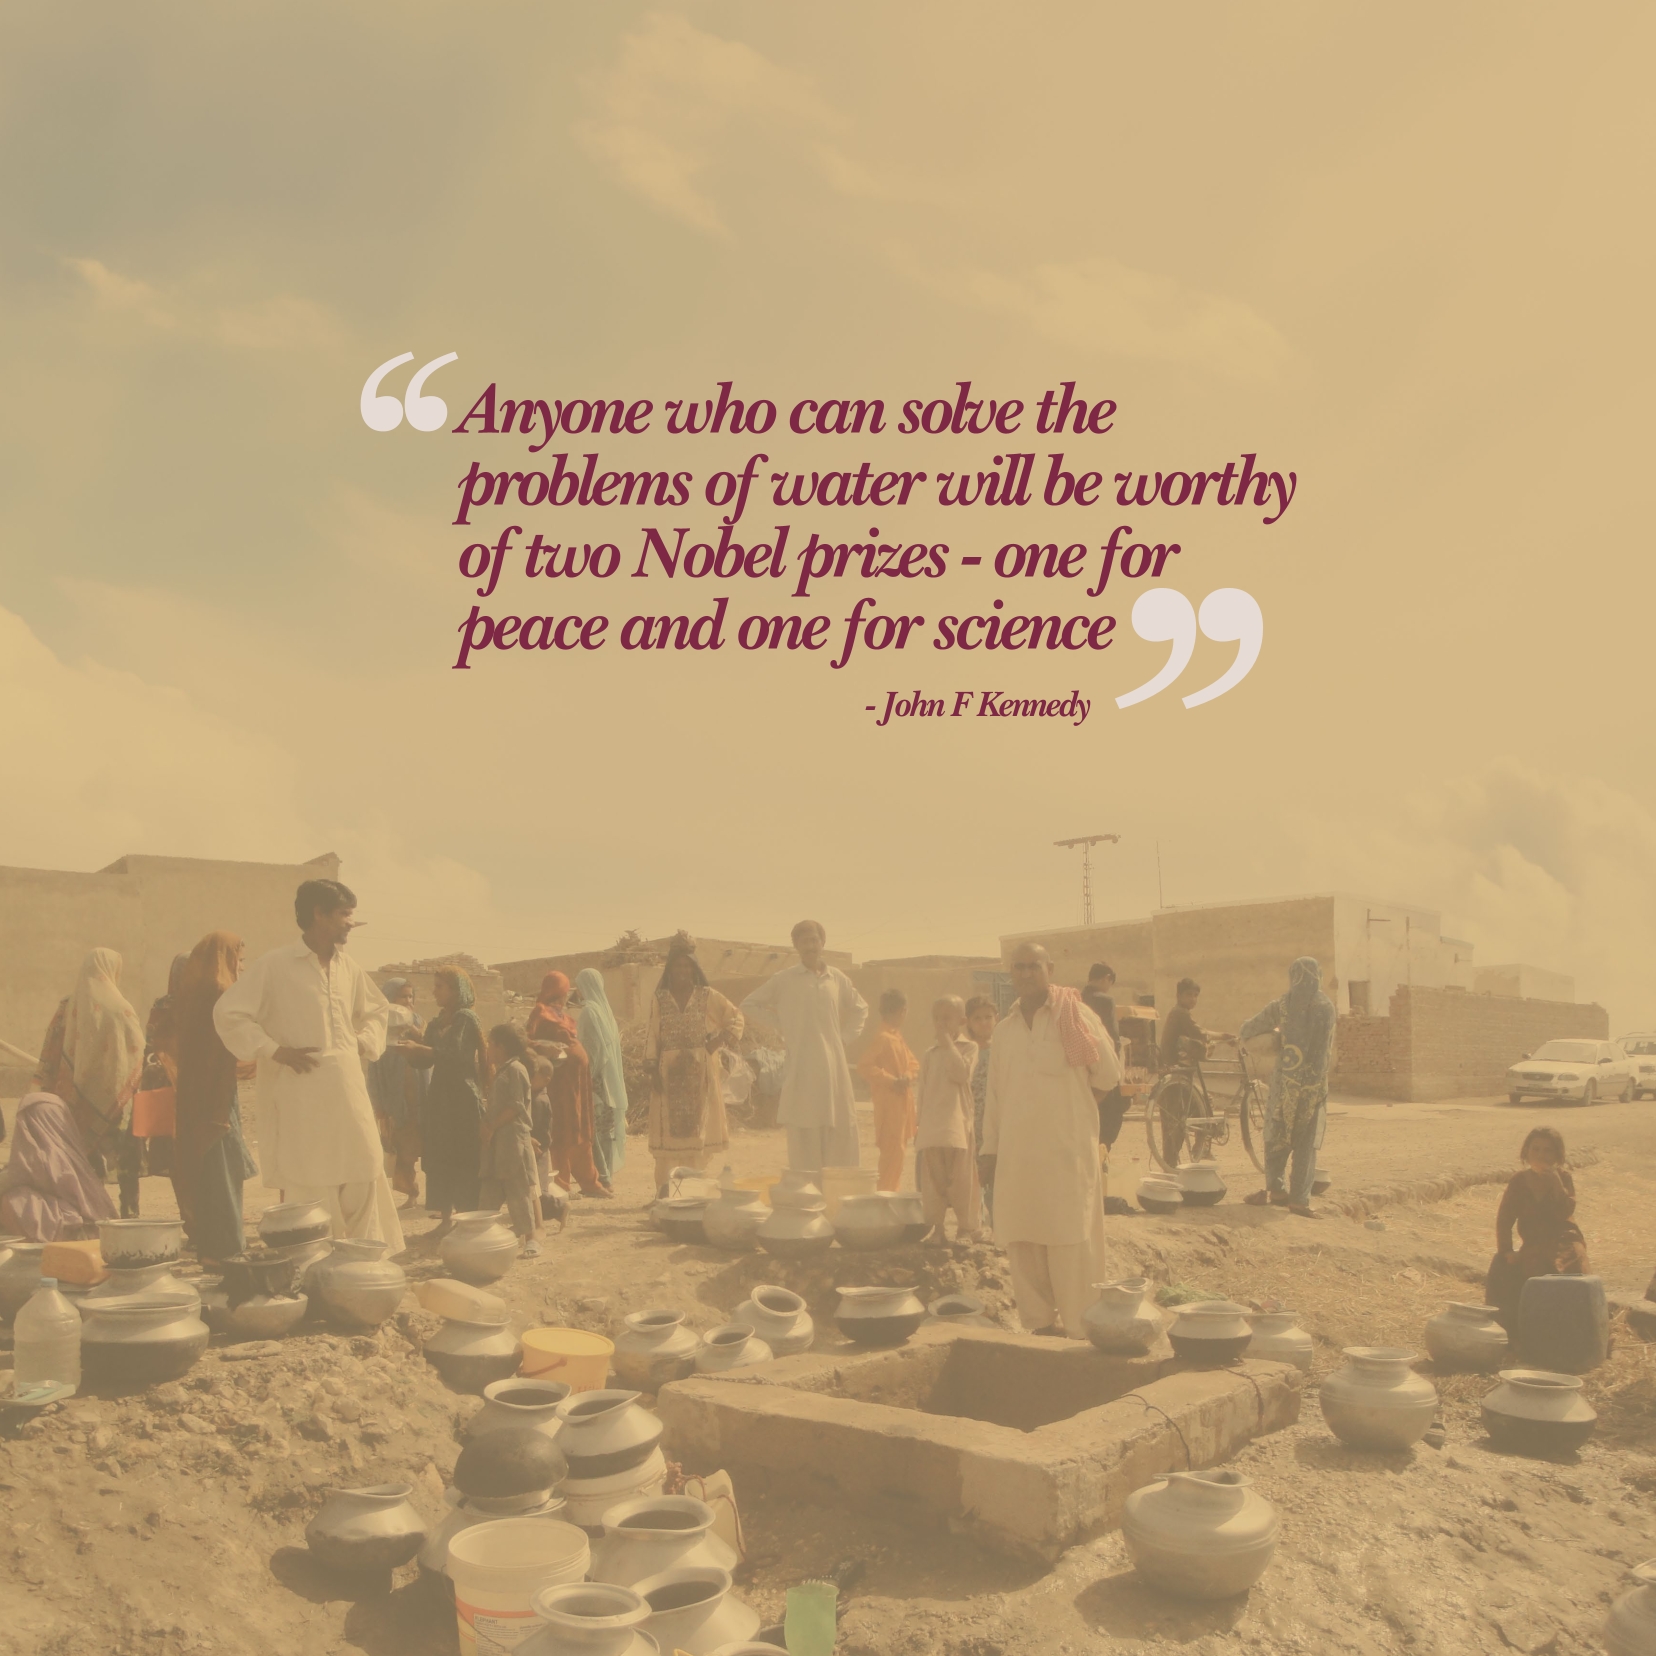 “Anyone who can solve the
problems of water will be worthy
of two Nobel prizes - one for
peace and one for science”
- John F Kennedy